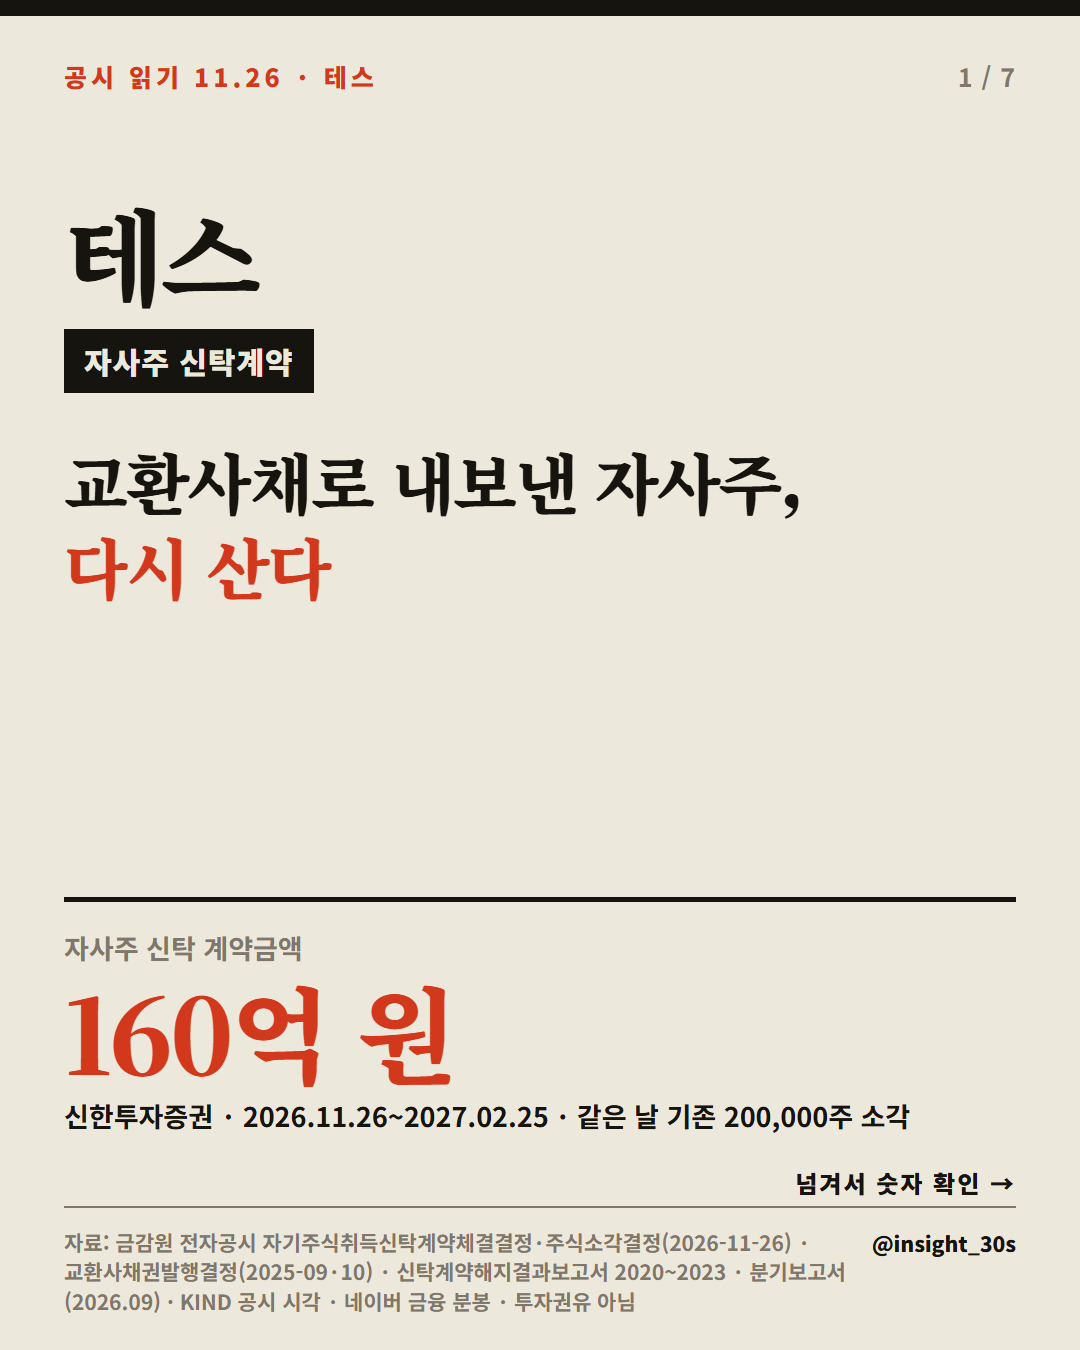 공시 읽기 11.26 · 테스
1 / 7
테스
자사주 신탁계약
교환사채로 내보낸 자사주,
다시 산다
자사주 신탁 계약금액
160억 원
신한투자증권 · 2026.11.26~2027.02.25 · 같은 날 기존 200,000주 소각
넘겨서 숫자 확인 →
자료: 금감원 전자공시 자기주식취득신탁계약체결결정·주식소각결정(2026-11-26) ·
@insight_30s
교환사채권발행결정(2025-09·10) · 신탁계약해지결과보고서 2020~2023 · 분기보고서
(2026.09) · KIND 공시 시각 · 네이버 금융 분봉 · 투자권유 아님